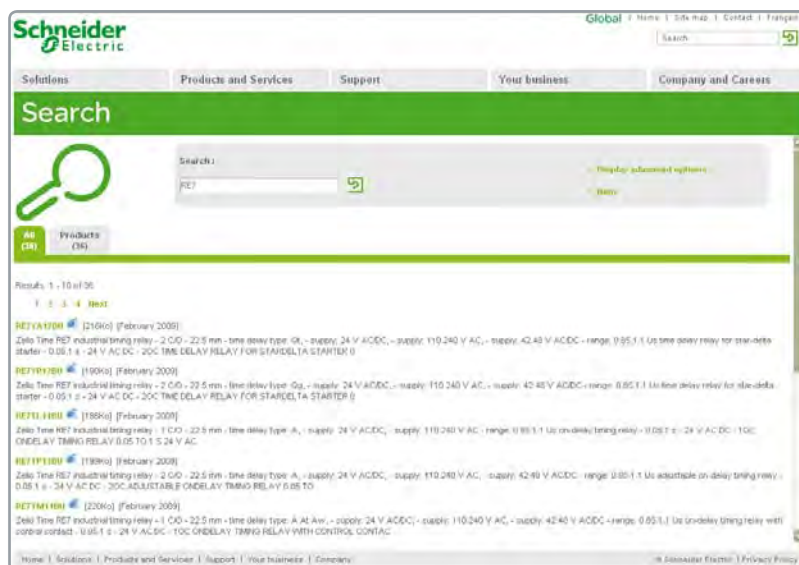 Global / Home | Site map | Contact | Français
Schneider
Electric
Search
Solutions
Products and Services
Support
Your business
Company and Careers
Search
Search :
RE7
Display advanced options
All
(36)
Products
(36)
Results 1 - 10 of 36
1 2 3 4 Next
[216Ko] [February 2009]
Zelio Time RE7 industrial timing relay - 2 C/O - 22.5 mm - time delay type: Qt, - supply: 24 V AC/DC, - supply: 110.240 V AC, - supply: 42.48 V AC/DC - range: 0.05.1 1 Us time delay relay for star-delta
starter - 0.05.1 s - 24 V AC DC - 2OC TIME DELAY RELAY FOR STARDELTA STARTER 0
[190Ko] [February 2009]
Zelio Time RE7 industrial timing relay - 2 C/O - 22.5 mm - time delay type: Qg, - supply: 24 V AC/DC, - supply: 110.240 V AC, - supply: 42.48 V AC/DC - range: 0.05.1 1 Us time delay relay for star-delta
starter - 0.05.1 s - 24 V AC DC - 2OC TIME DELAY RELAY FOR STARDELTA STARTER 0
[February 2009]
Zelio Time RE7 industrial timing relay - 1 C/O - 22.5 mm - time delay type: A, - supply: 24 V AC/DC, - supply: 110.240 V AC - range: 0.05.1 1 Us on-delay timing relay - 0.05.1 s - 24 V AC DC - 1OC
ONDELAY TIMING RELAY 0.05 TO 1 S 24 V AC
[199Ko] [February 2009]
Zelio Time RE7 industrial timing relay - 2 C/O - 22.5 mm - time delay type: A, - supply: 24 V AC/DC, - supply: 110.240 V AC, - supply: 42.48 V AC/DC - range: 0.05.1 1 Us adjustable on delay timing relay -
0.05.1 s - 24 V AC DC - 2OC ADJUSTABLE ONDELAY TIMING RELAY 0.05 TO
[220Ko] [February 2009]
Zelio Time RE7 industrial timing relay - 1 C/O - 22.5 mm - time delay type: A At Aw, - supply: 24 V AC/DC, - supply: 110.240 V AC, - supply: 42.48 V AC/DC - range: 0.05.1 1 Us on-delay timing relay with
control contact - 0.05.1 s - 24 V AC DC - 1OC ONDELAY TIMING RELAY WITH CONTROL CONTAC
Home | Solutions | Products and Services | Support | Your business | Company
© Schneider Electric | Privacy Policy